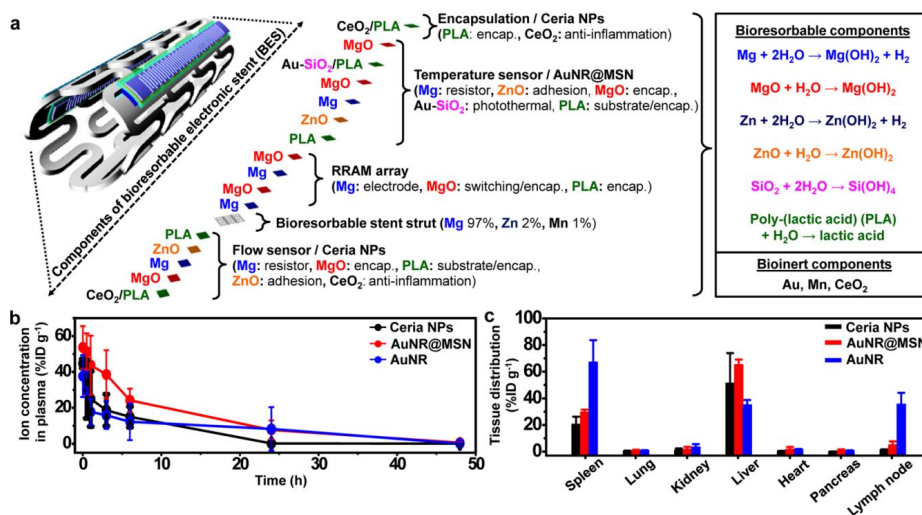 a
Components of bioresorbable electronic stent (BES)
CeO₂/PLA
Encapsulation / Ceria NPs
(PLA: encap., CeO₂: anti-inflammation)
MgO
Au-SiO₂/PLA
MgO
Mg
ZnO
PLA
Temperature sensor / AuNR@MSN
(Mg: resistor, ZnO: adhesion, MgO: encap.,
Au-SiO₂: photothermal, PLA: substrate/encap.)
MgO
Mg
MgO
Mg
RRAM array
(Mg: electrode, MgO: switching/encap., PLA: encap.)
Bioresorbable stent strut (Mg 97%, Zn 2%, Mn 1%)
PLA
ZnO
Mg
MgO
CeO₂/PLA
Flow sensor / Ceria NPs
(Mg: resistor, MgO: encap., PLA: substrate/encap.,
ZnO: adhesion, CeO₂: anti-inflammation)
Bioresorbable components
Mg + 2H₂O → Mg(OH)₂ + H₂
MgO + H₂O → Mg(OH)₂
Zn + 2H₂O → Zn(OH)₂ + H₂
ZnO + H₂O → Zn(OH)₂
SiO₂ + 2H₂O → Si(OH)₄
Poly-(lactic acid) (PLA)
+ H₂O → lactic acid
Bioinert components
Au, Mn, CeO₂
b
Ion concentration
in plasma (%ID g⁻¹)
60
40
20
0
Ceria NPs
AuNR@MSN
AuNR
0
10
20
30
40
50
Time (h)
c
Tissue distribution
(%ID g⁻¹)
80
60
40
20
0
Ceria NPs
AuNR@MSN
AuNR
Spleen
Lung
Kidney
Liver
Heart
Pancreas
Lymph node